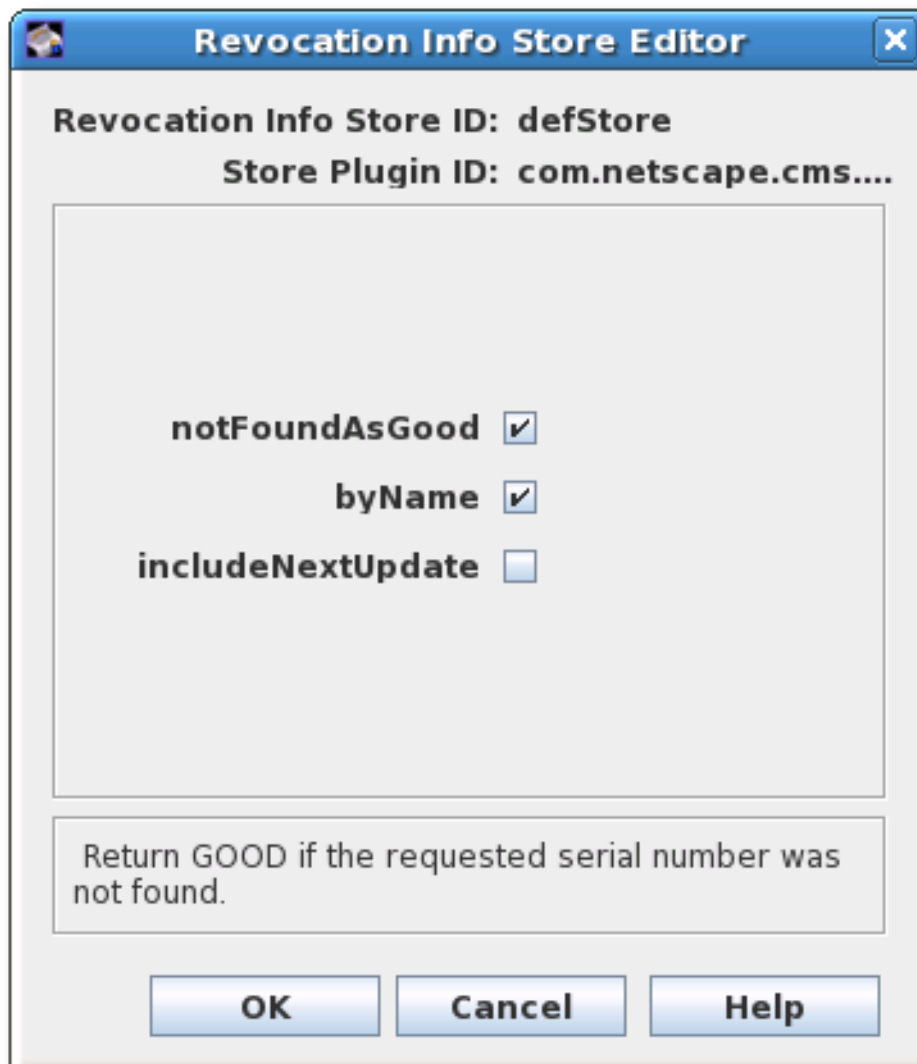 Revocation Info Store Editor
Revocation Info Store ID: defStore
Store Plugin ID: com.netscape.cms....
notFoundAsGood
byName
includeNextUpdate
Return GOOD if the requested serial number was
not found.
OK Cancel Help